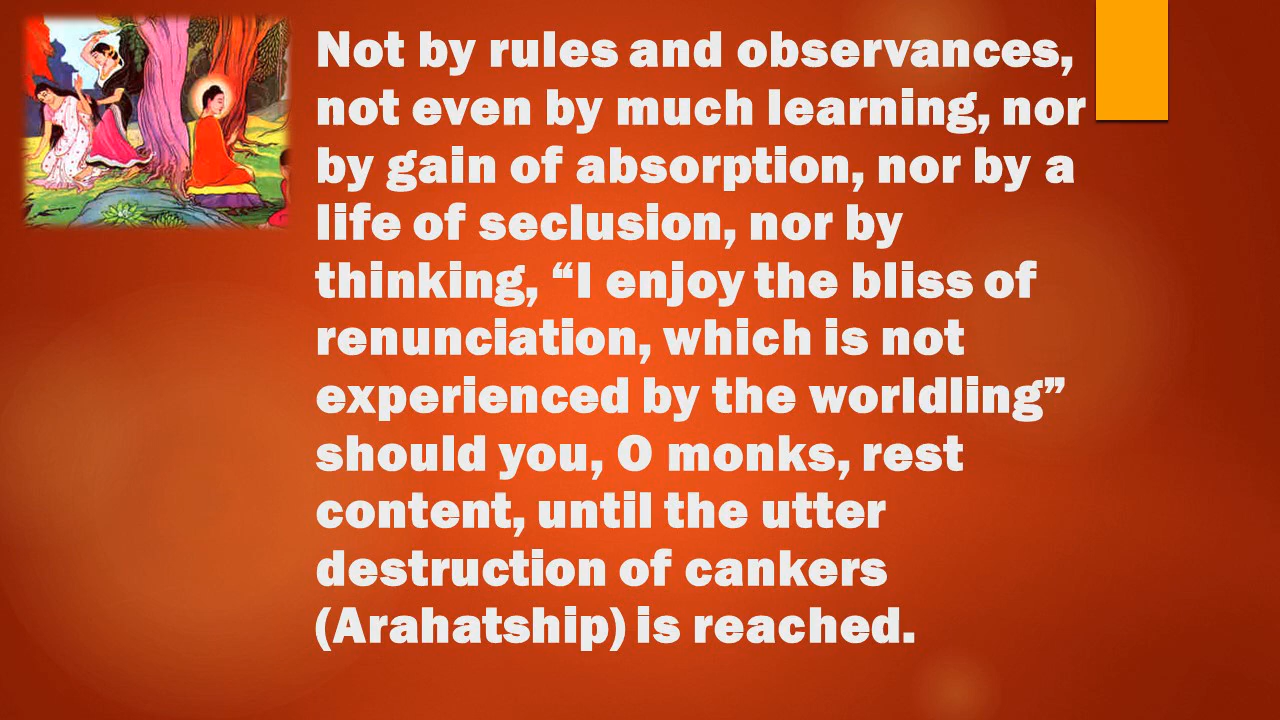 Not by rules and observances,
not even by much learning, nor
by gain of absorption, nor by a
life of seclusion, nor by
thinking, “I enjoy the bliss of
renunciation, which is not
experienced by the worldling”
should you, O monks, rest
content, until the utter
destruction of cankers
(Arahatship) is reached.